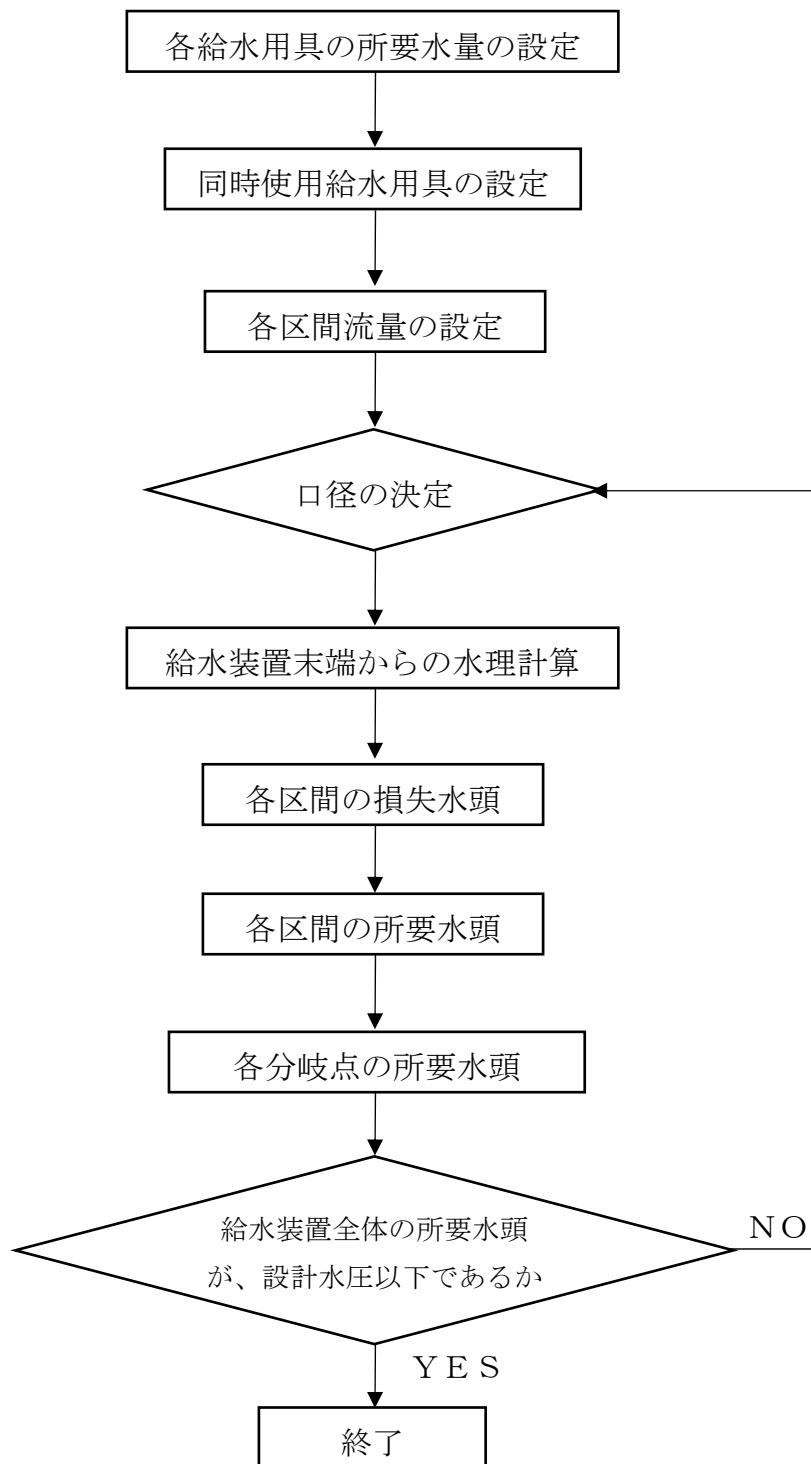 各給水用具の所要水量の設定
同時使用給水用具の設定
各区間流量の設定
口径の決定
給水装置末端からの水理計算
各区間の損失水頭
各区間の所要水頭
各分岐点の所要水頭
給水装置全体の所要水頭
が、設計水圧以下であるか
ＮＯ
ＹＥＳ
終了